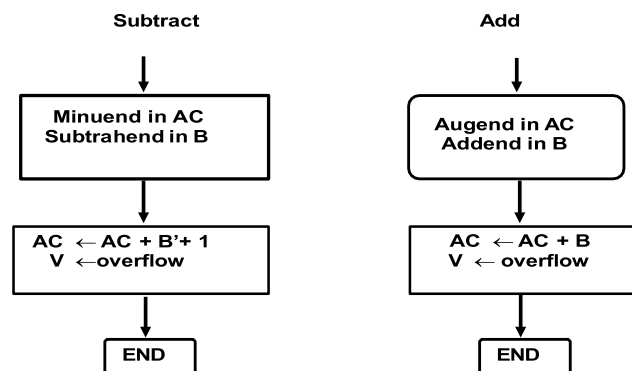 Subtract
Minuend in AC
Subtrahend in B
AC ← AC + B’+ 1
V ←overflow
END
Add
Augend in AC
Addend in B
AC ← AC + B
V ← overflow
END